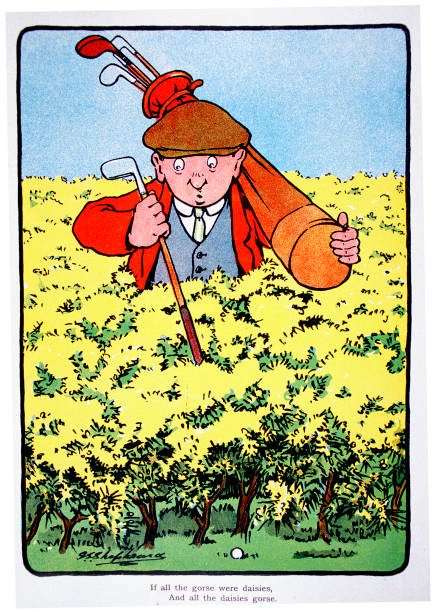 If all the gorse were daisies,
And all the daisies gorse.